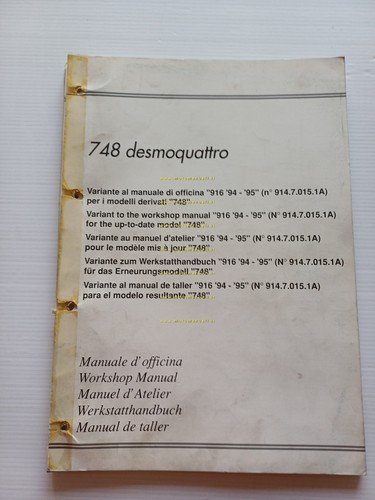 748 desmoquattro
Variante al manuale di officina "916 '94 - '95" (n° 914.7.015.1A)
per i modelli derivati "748"
Variant to the workshop manual "916 '94 - '95" (N° 914.7.015.1A)
for the up-to-date model "748"
Variante au manuel d'atelier "916 '94 - '95" (N° 914.7.015.1A)
pour le modèle mis à jour "748"
Variante zum Werkstatthandbuch "916 '94 - '95" (N° 914.7.015.1A)
für das Erneurungsmodell "748"
Variante al manual de taller "916 '94 - '95" (N° 914.7.015.1A)
para el modelo resultante "748"
Manuale d'officina
Workshop Manual
Manuel d'Atelier
Werkstatthandbuch
Manual de taller